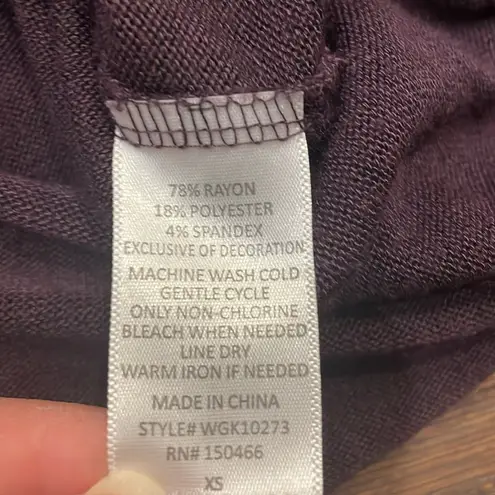 78% RAYON
18% POLYESTER
4% SPANDEX
EXCLUSIVE OF DECORATION
MACHINE WASH COLD
GENTLE CYCLE
ONLY NON-CHLORINE
BLEACH WHEN NEEDED
LINE DRY
WARM IRON IF NEEDED
MADE IN CHINA
STYLE# WGK10273
RN# 150466
XS